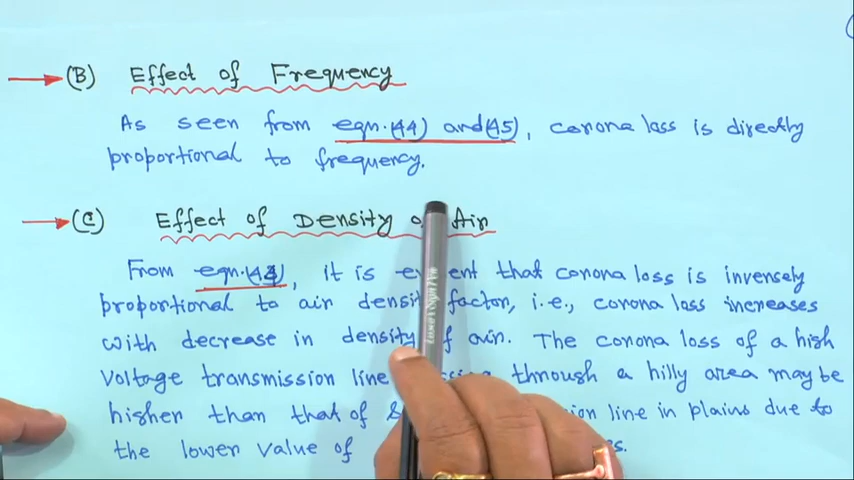 (B) Effect of Frequency
As seen from eqn.(44) and(45), corona loss is directly
proportional to frequency.
(C) Effect of Density of Air
From it is that corona loss is inversely
proportional to air factor, i.e., corona loss increases
with decrease in density of air. The corona loss of a high
voltage transmission line through a hilly area may be
higher than that of line in plains due to
the lower value of